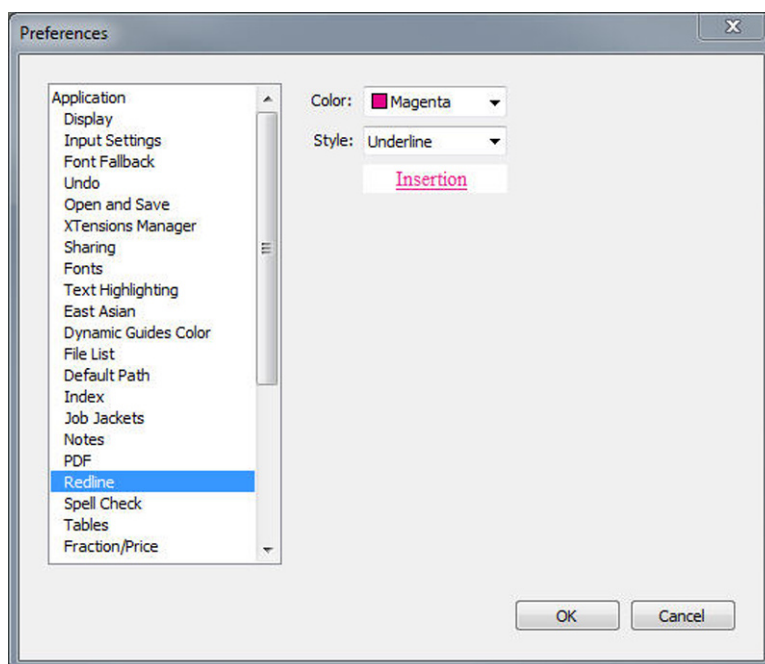 Preferences
Application
Display
Input Settings
Font Fallback
Undo
Open and Save
XTensions Manager
Sharing
Fonts
Text Highlighting
East Asian
Dynamic Guides Color
File List
Default Path
Index
Job Jackets
Notes
PDF
Redline
Spell Check
Tables
Fraction/Price
Color: Magenta
Style: Underline
Insertion
OK Cancel